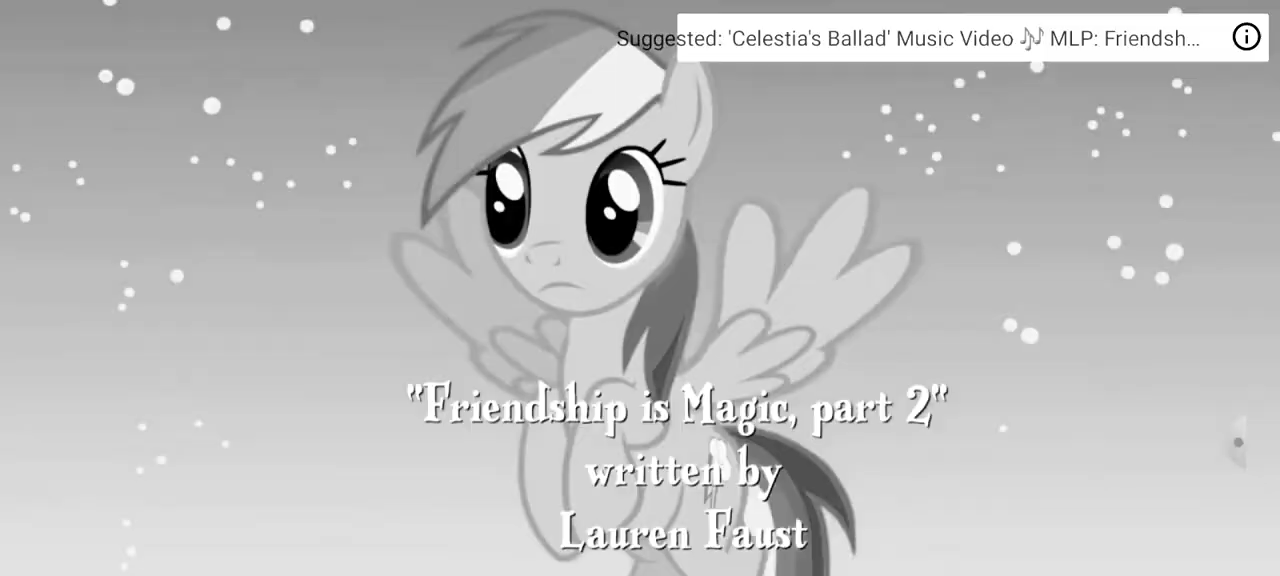 Suggested: 'Celestia's Ballad' Music Video 🎶 MLP: Friendsh...
"Friendship is Magic, part 2"
written by
Lauren Faust